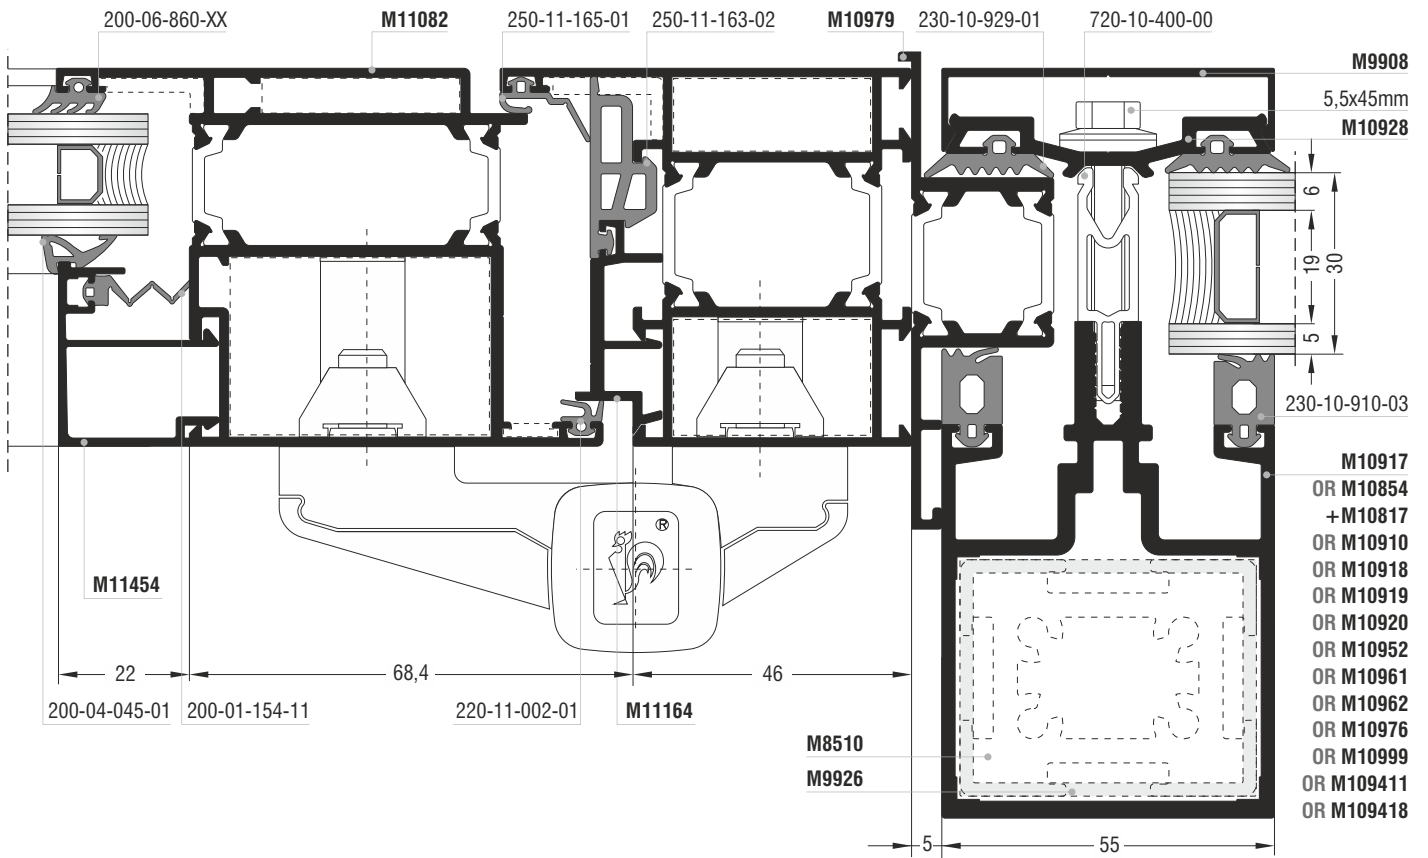 200-06-860-XX
M11082
250-11-165-01
250-11-163-02
M10979
230-10-929-01
720-10-400-00
M9908
5,5x45mm
M10928
6
19
30
5
230-10-910-03
M10917
OR M10854
+M10817
OR M10910
OR M10918
OR M10919
OR M10920
OR M10952
OR M10961
OR M10962
OR M10976
OR M10999
OR M109411
OR M109418
®
M11454
22
68,4
46
200-04-045-01
200-01-154-11
220-11-002-01
M11164
M8510
M9926
5
55